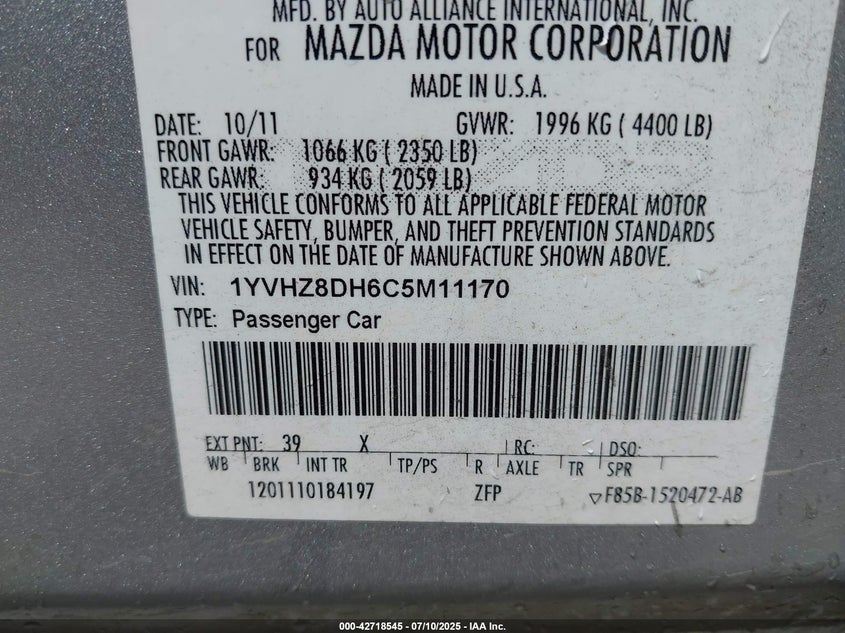 MFD. BY AUTO ALLIANCE INTERNATIONAL, INC.
FOR MAZDA MOTOR CORPORATION
MADE IN U.S.A.
DATE: 10/11 GVWR: 1996 KG ( 4400 LB)
FRONT GAWR: 1066 KG ( 2350 LB)
REAR GAWR: 934 KG ( 2059 LB)
THIS VEHICLE CONFORMS TO ALL APPLICABLE FEDERAL MOTOR
VEHICLE SAFETY, BUMPER, AND THEFT PREVENTION STANDARDS
IN EFFECT ON THE DATE OF MANUFACTURE SHOWN ABOVE.
VIN: 1YVHZ8DH6C5M11170
TYPE: Passenger Car
EXT PNT: 39 X RC: DSO:
WB BRK INT TR TP/PS R AXLE TR SPR
1201110184197 ZFP ▽F85B-1520472-AB
000-42718545 — 07/10/2025 — IAA Inc.